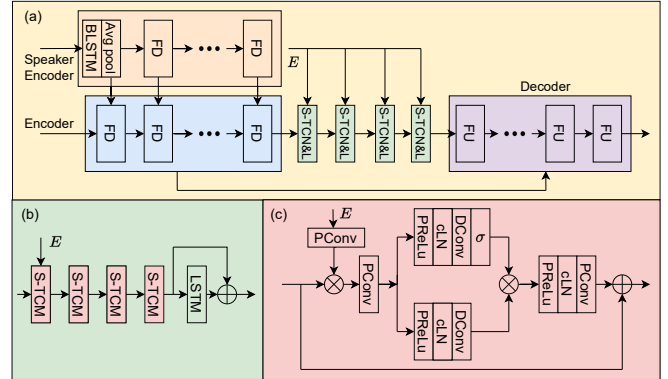 (a)
Speaker
Encoder
BLSTM
Avg pool
FD
•••
FD
E
Encoder
FD
FD
•••
FD
S-TCN&L
S-TCN&L
S-TCN&L
S-TCN&L
Decoder
FU
•••
FU
FU
(b)
E
S-TCM
S-TCM
S-TCM
S-TCM
LSTM
(c)
E
PConv
PConv
PReLu
cLN
DConv
σ
PReLu
cLN
DConv
PReLu
cLN
PConv